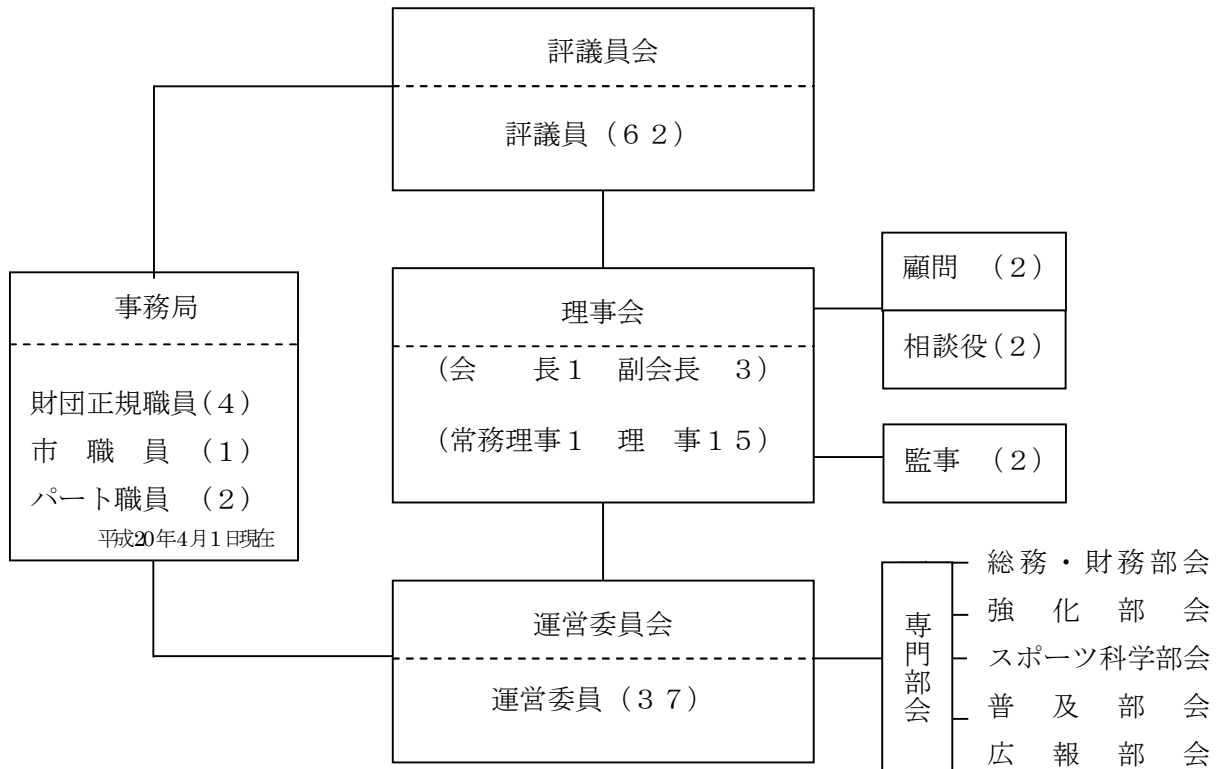 評議員会
評議員（６２）
事務局
財団正規職員(４)
市　職　員　（１)
パート職員　（２）
平成20年4月1日現在
理事会
（会　　長１　副会長　３）
（常務理事１　理　事１５）
顧問　（２）
相談役(２)
監事　（２）
運営委員会
運営委員（３７）
専門部会
総務・財務部会
強　化　部　会
スポーツ科学部会
普　及　部　会
広　報　部　会